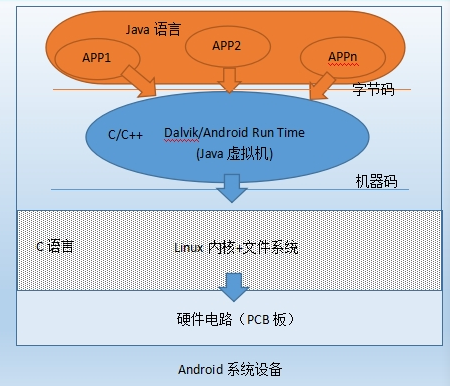 Java 语言
APP1
APP2
APPn
字节码
C/C++ Dalvik/Android Run Time
(Java 虚拟机)
机器码
C 语言 Linux 内核+文件系统
硬件电路（PCB 板）
Android 系统设备